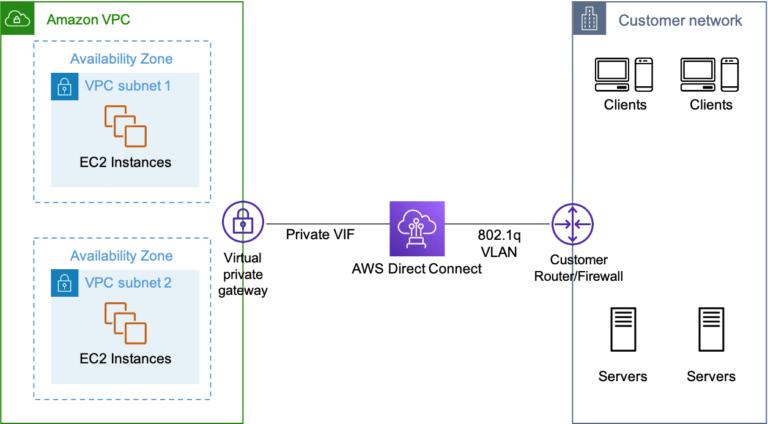 Amazon VPC
Availability Zone
VPC subnet 1
EC2 Instances
Availability Zone
VPC subnet 2
EC2 Instances
Virtual
private
gateway
Private VIF
AWS Direct Connect
802.1q
VLAN
Customer
Router/Firewall
Customer network
Clients
Clients
Servers
Servers